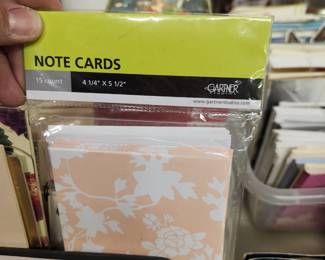 NOTE CARDS
15 count
4 1/4" X 5 1/2"
GARTNER
STUDIOS
www.gartnerstudios.com